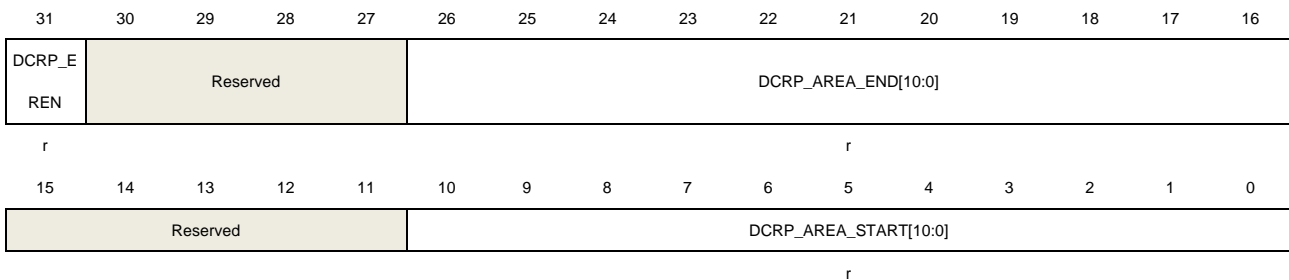 31 30 29 28 27 26 25 24 23 22 21 20 19 18 17 16
DCRP_E
REN
Reserved
DCRP_AREA_END[10:0]
r r
15 14 13 12 11 10 9 8 7 6 5 4 3 2 1 0
Reserved DCRP_AREA_START[10:0]
r